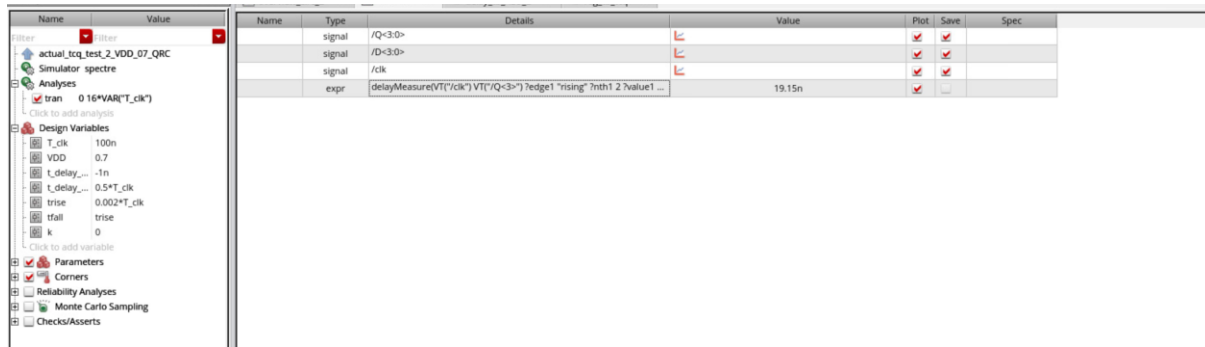 Name Value
Filter Filter
actual_tcq_test_2_VDD_07_QRC
Simulator spectre
Analyses
tran 0 16*VAR("T_clk")
Click to add analysis
Design Variables
T_clk 100n
VDD 0.7
t_delay_... -1n
t_delay_... 0.5*T_clk
trise 0.002*T_clk
tfall trise
k 0
Click to add variable
Parameters
Corners
Reliability Analyses
Monte Carlo Sampling
Checks/Asserts
Name Type Details Value Plot Save Spec
signal /Q<3:0>
signal /D<3:0>
signal /clk
expr delayMeasure(VT("/clk") VT("/Q<3>") ?edge1 "rising" ?nth1 2 ?value1 ... 19.15n